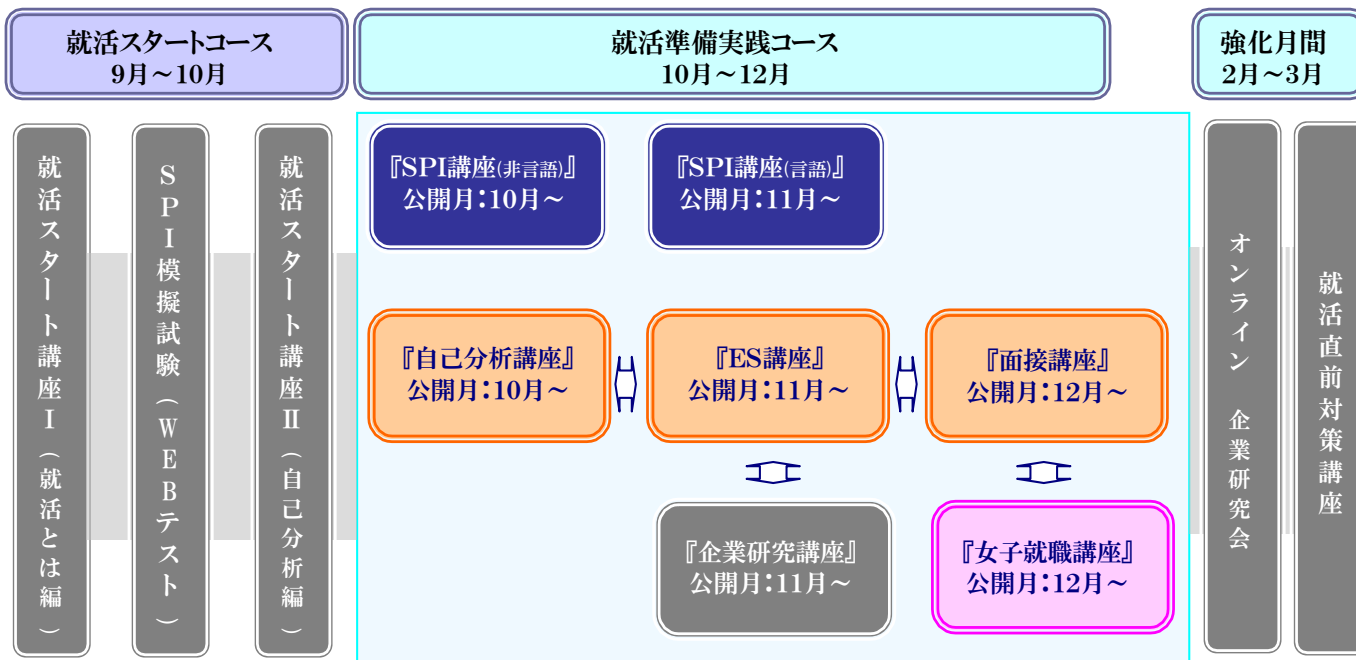 就活スタートコース
9月～10月
就活準備実践コース
10月～12月
強化月間
2月～3月
就活スタート講座Ⅰ（就活とは編）
SPI模擬試験（WEBテスト）
就活スタート講座Ⅱ（自己分析編）
『SPI講座(非言語)』
公開月：10月～
『SPI講座(言語)』
公開月：11月～
『自己分析講座』
公開月：10月～
『ES講座』
公開月：11月～
『面接講座』
公開月：12月～
『企業研究講座』
公開月：11月～
『女子就職講座』
公開月：12月～
オンライン 企業研究会
就活直前対策講座